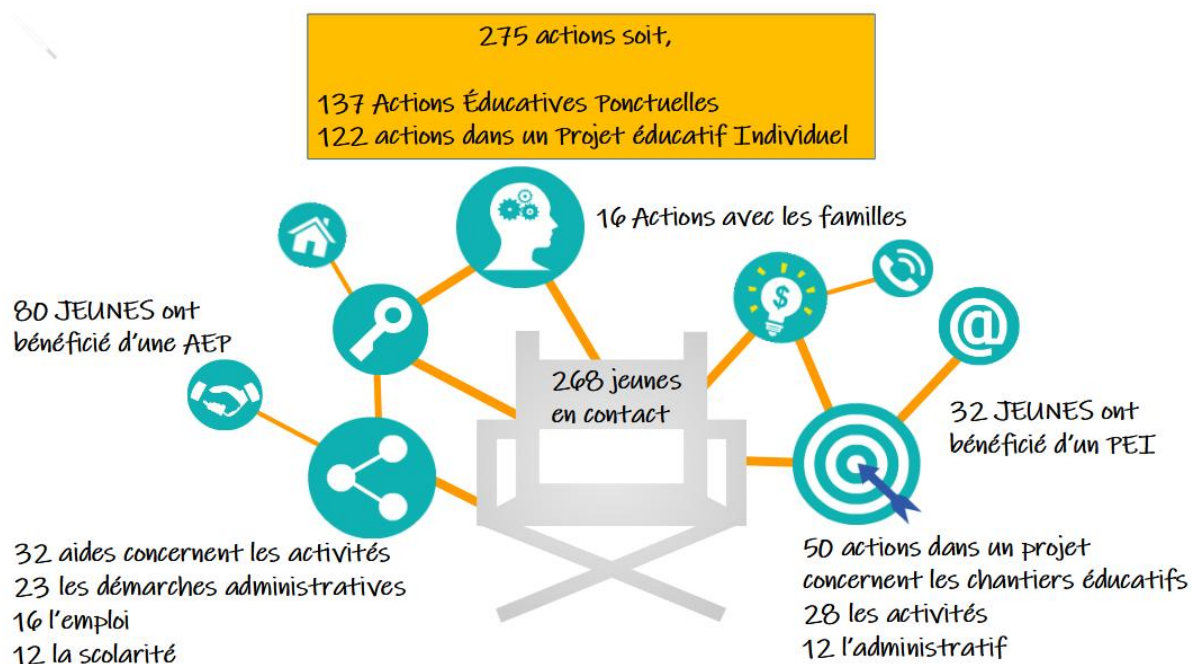 275 actions soit,
137 Actions Éducatives Ponctuelles
122 actions dans un Projet éducatif Individuel
16 Actions avec les familles
80 JEUNES ont
bénéficié d'une AEP
268 jeunes
en contact
32 JEUNES ont
bénéficié d'un PEI
32 aides concernent les activités
23 les démarches administratives
16 l'emploi
12 la scolarité
50 actions dans un projet
concernent les chantiers éducatifs
28 les activités
12 l'administratif